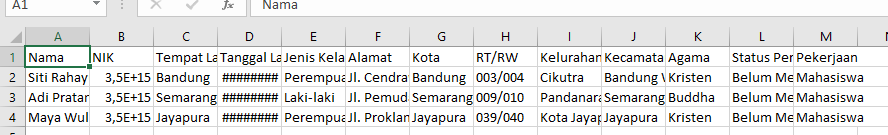 A1 fx Nama
A B C D E F G H I J K L M N
1 Nama NIK Tempat La Tanggal La Jenis Kela Alamat Kota RT/RW Kelurahan Kecamata Agama Status Per Pekerjaan
2 Siti Rahay 3,5E+15 Bandung ######## Perempua Jl. Cendra Bandung 003/004 Cikutra Bandung W Kristen Belum Me Mahasiswa
3 Adi Pratar 3,5E+15 Semarang ######## Laki-laki Jl. Pemud Semarang 009/010 Pandanara Semarang Buddha Belum Me Mahasiswa
4 Maya Wul 3,5E+15 Jayapura ######## Perempua Jl. Proklan Jayapura 039/040 Kota Jayap Jayapura Kristen Belum Me Mahasiswa